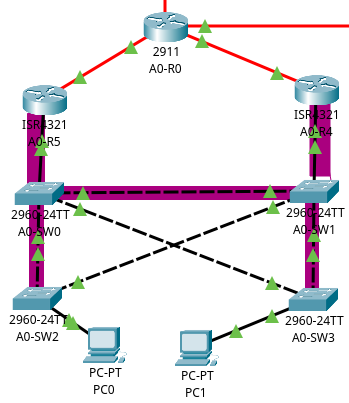 2911
A0-R0
ISR4321
A0-R5
ISR4321
A0-R4
2960-24TT
A0-SW0
2960-24TT
A0-SW1
2960-24TT
A0-SW2
2960-24TT
A0-SW3
PC-PT
PC0
PC-PT
PC1